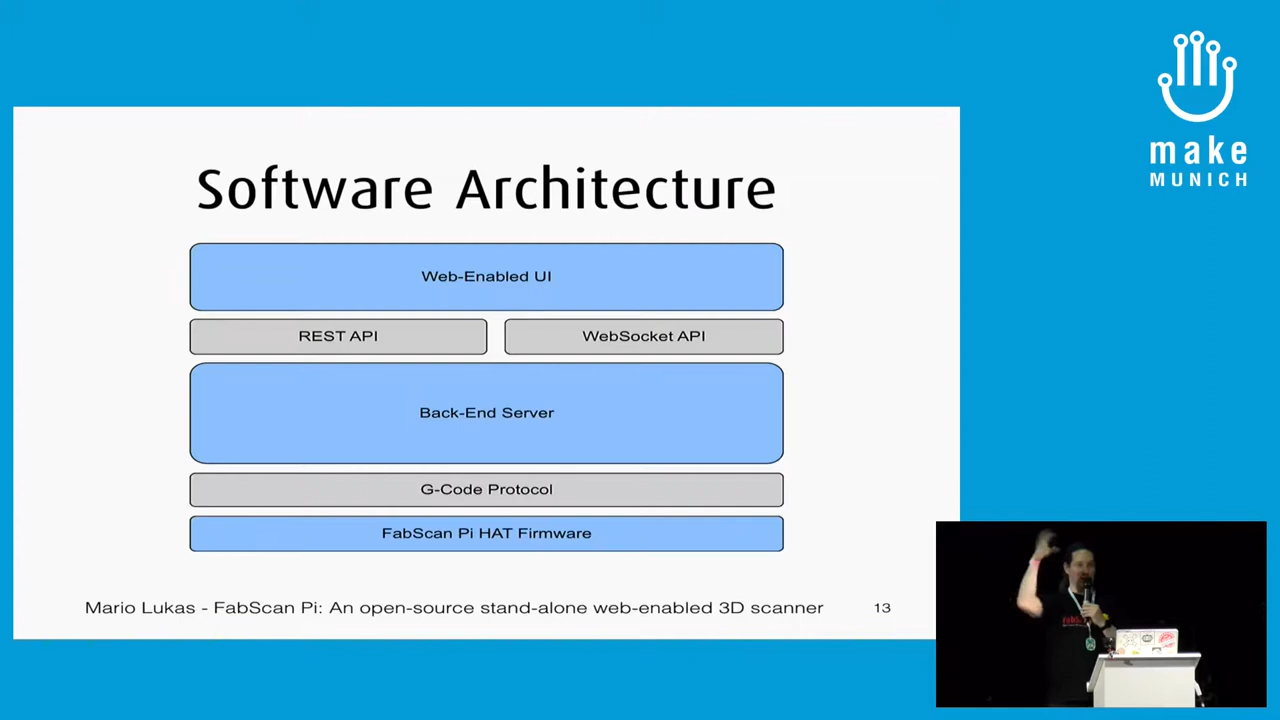 make
MUNICH
Software Architecture
Web-Enabled UI
REST API
WebSocket API
Back-End Server
G-Code Protocol
FabScan Pi HAT Firmware
Mario Lukas - FabScan Pi: An open-source stand-alone web-enabled 3D scanner
13